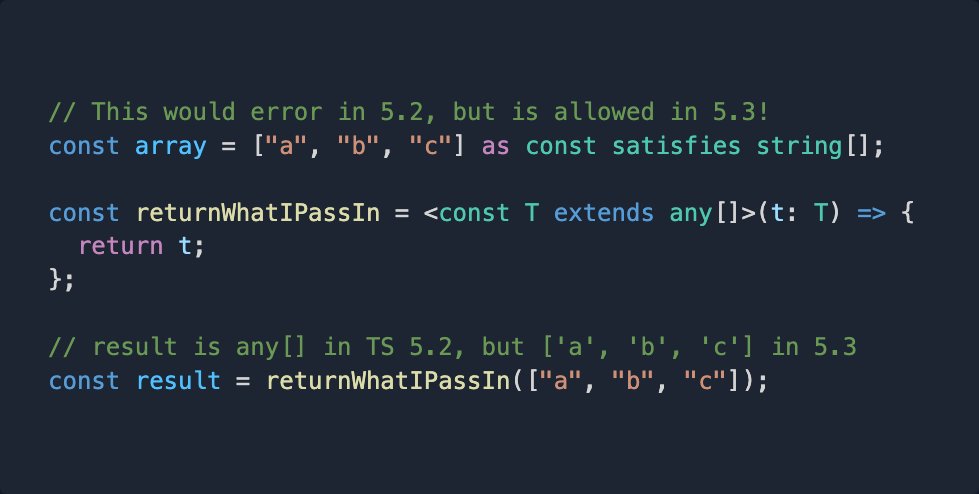 // This would error in 5.2, but is allowed in 5.3!
const array = ["a", "b", "c"] as const satisfies string[];
const returnWhatIPassIn = <const T extends any[]>(t: T) => {
return t;
};
// result is any[] in TS 5.2, but ['a', 'b', 'c'] in 5.3
const result = returnWhatIPassIn(["a", "b", "c"]);